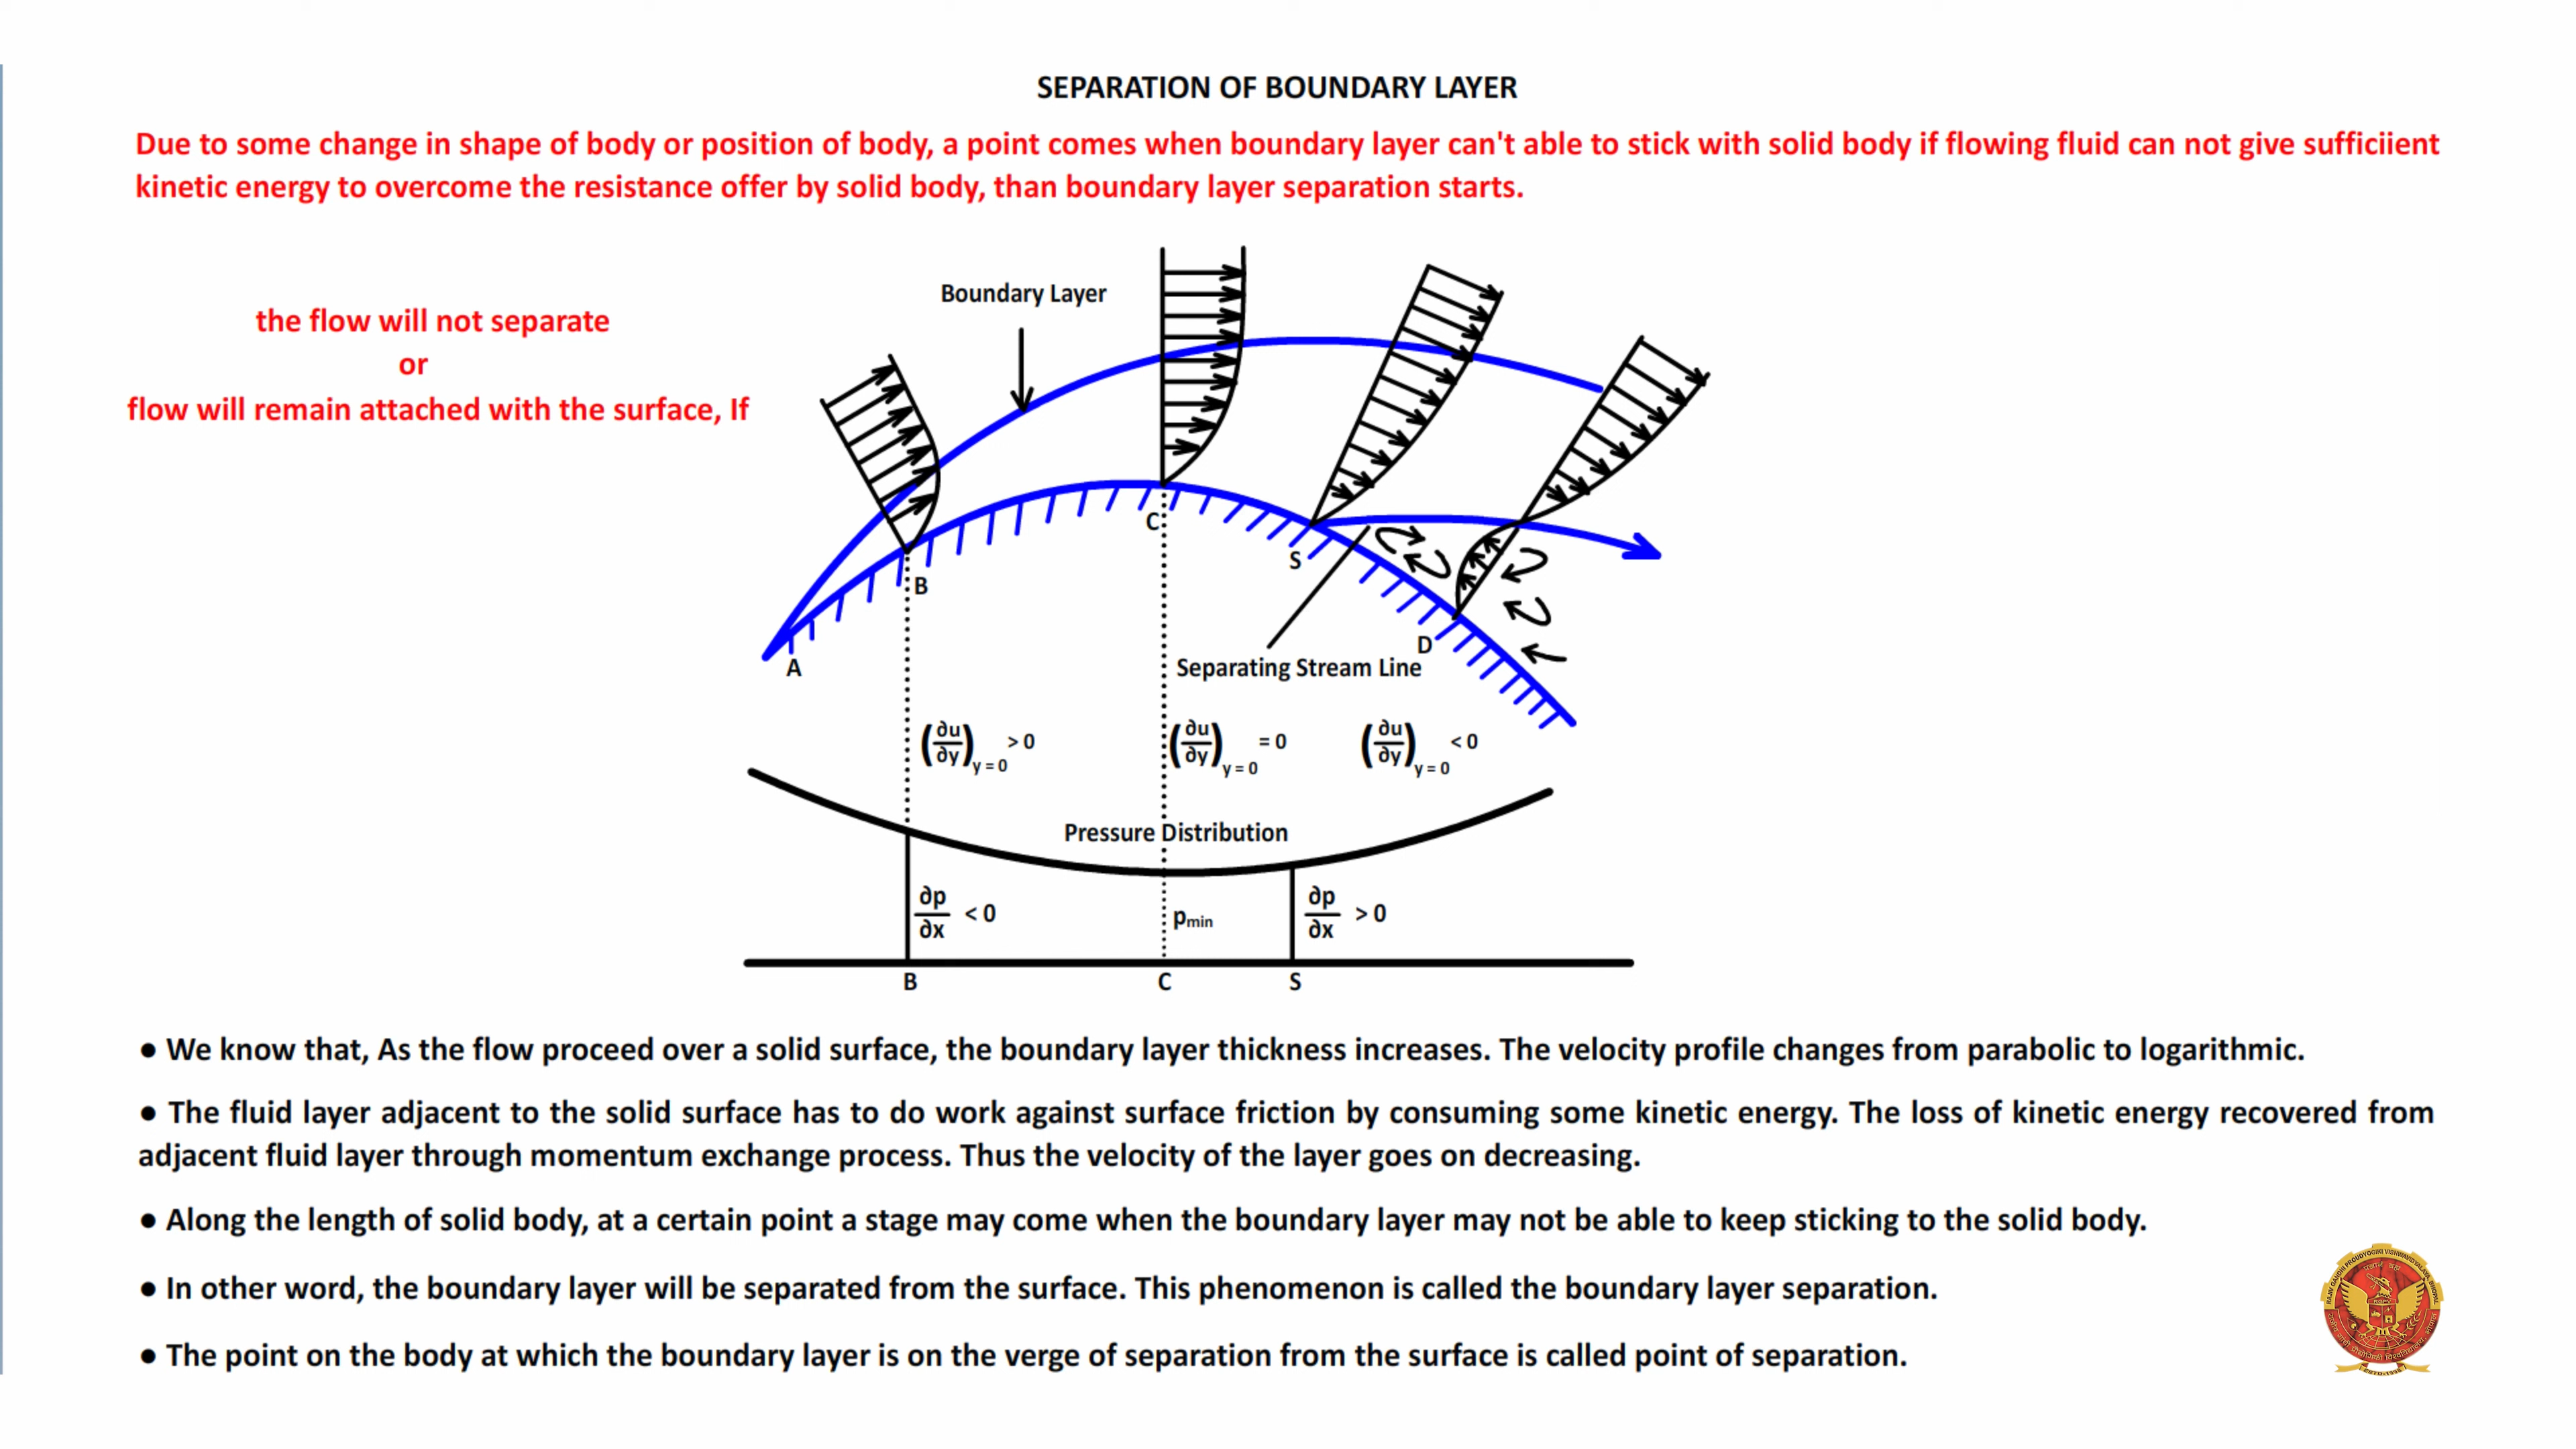 SEPARATION OF BOUNDARY LAYER
Due to some change in shape of body or position of body, a point comes when boundary layer can't able to stick with solid body if flowing fluid can not give sufficiient
kinetic energy to overcome the resistance offer by solid body, than boundary layer separation starts.
the flow will not separate
or
flow will remain attached with the surface, If
Boundary Layer
A
B
C
S
D
Separating Stream Line
(∂u/∂y)y = 0 > 0
(∂u/∂y)y = 0 = 0
(∂u/∂y)y = 0 < 0
Pressure Distribution
∂p/∂x < 0
pmin
∂p/∂x > 0
B
C
S
● We know that, As the flow proceed over a solid surface, the boundary layer thickness increases. The velocity profile changes from parabolic to logarithmic.
● The fluid layer adjacent to the solid surface has to do work against surface friction by consuming some kinetic energy. The loss of kinetic energy recovered from
adjacent fluid layer through momentum exchange process. Thus the velocity of the layer goes on decreasing.
● Along the length of solid body, at a certain point a stage may come when the boundary layer may not be able to keep sticking to the solid body.
● In other word, the boundary layer will be separated from the surface. This phenomenon is called the boundary layer separation.
● The point on the body at which the boundary layer is on the verge of separation from the surface is called point of separation.
RAJIV GANDHI PROUDYOGIKI VISHWAVIDYALAYA, BHOPAL